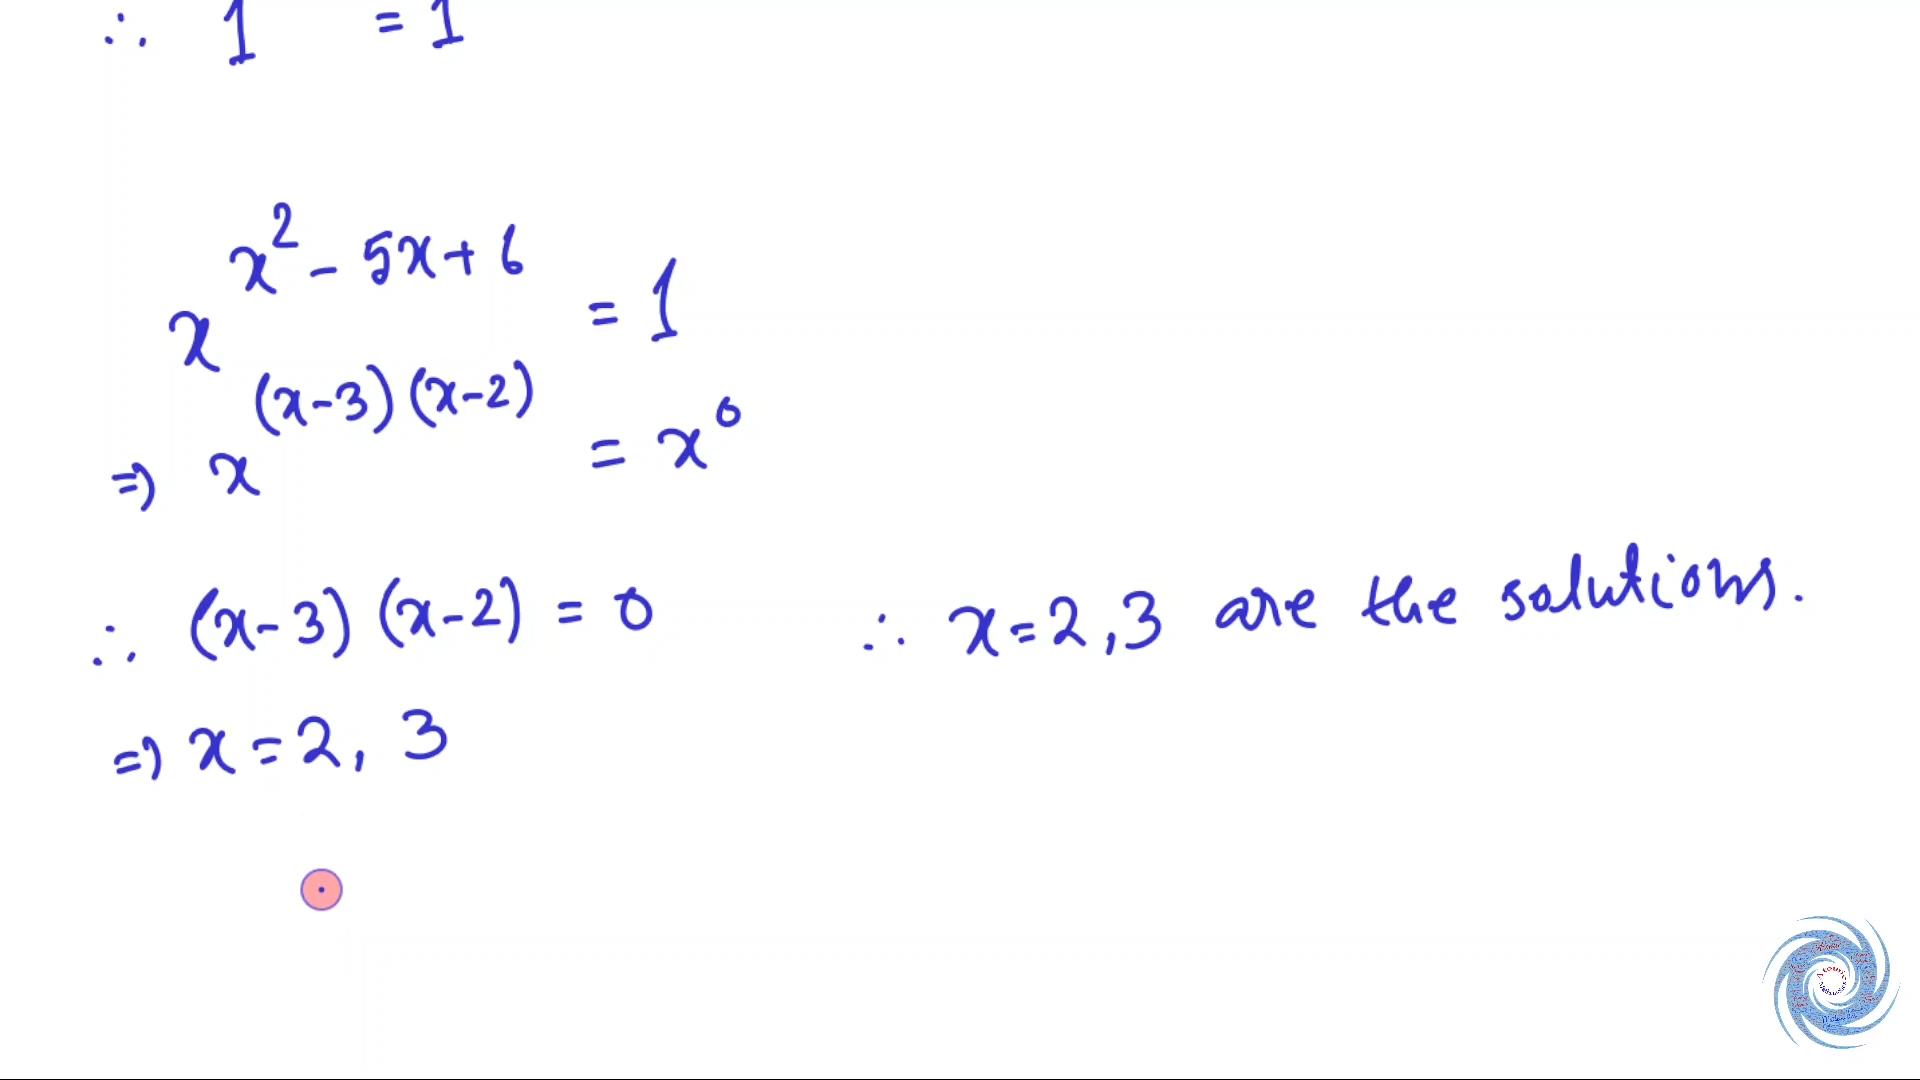 ∴ 1 = 1
x^(x² - 5x + 6) = 1
⇒ x^((x-3)(x-2)) = x⁰
∴ (x-3)(x-2) = 0 ∴ x=2,3 are the solutions.
⇒ x = 2, 3